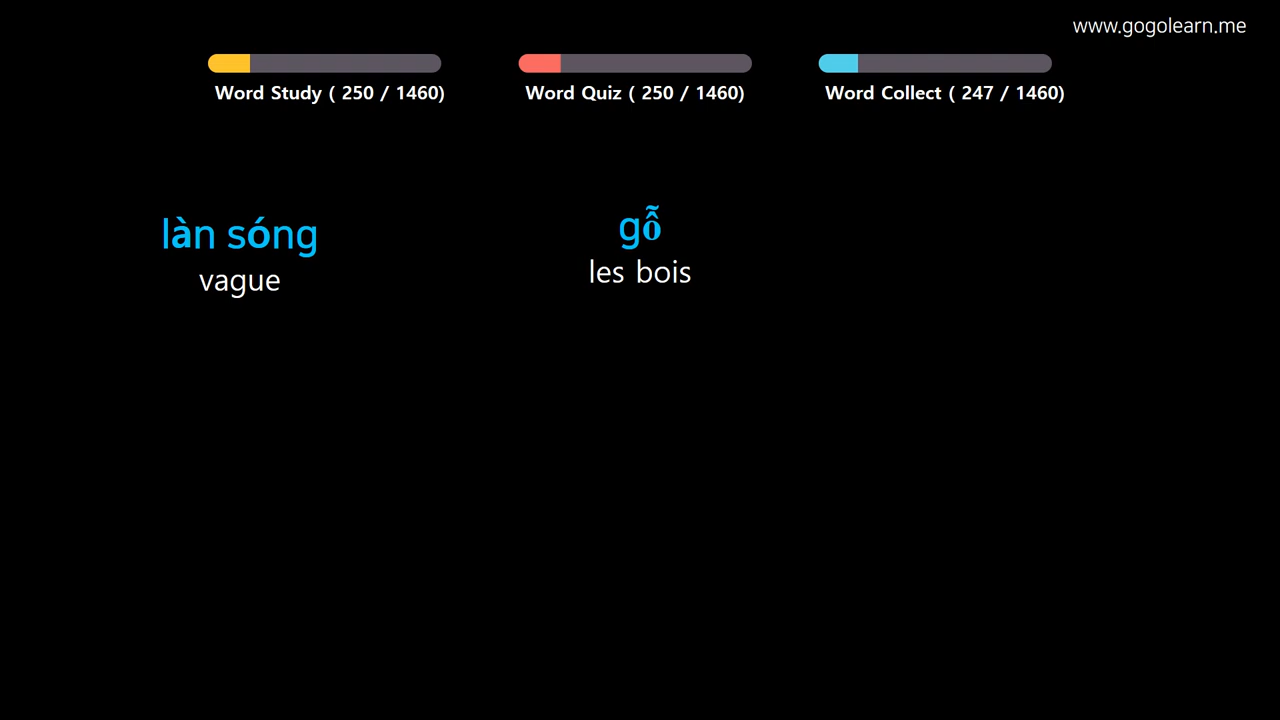 www.gogolearn.me
Word Study ( 250 / 1460)
Word Quiz ( 250 / 1460)
Word Collect ( 247 / 1460)
làn sóng
vague
gỗ
les bois